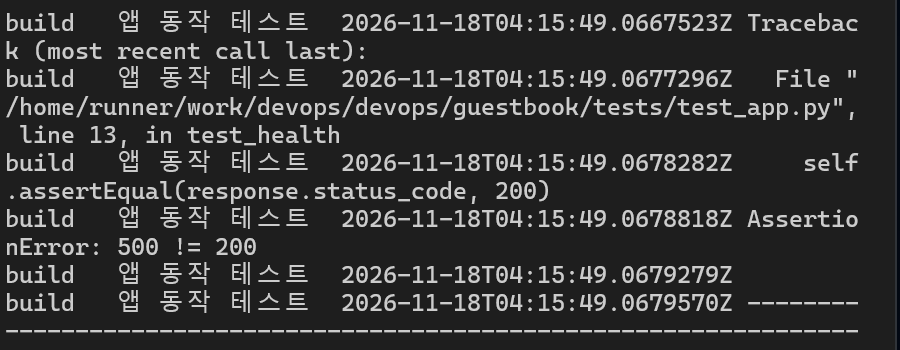 build   앱 동작 테스트  2026-11-18T04:15:49.0667523Z Tracebac
k (most recent call last):
build   앱 동작 테스트  2026-11-18T04:15:49.0677296Z   File "
/home/runner/work/devops/devops/guestbook/tests/test_app.py",
 line 13, in test_health
build   앱 동작 테스트  2026-11-18T04:15:49.0678282Z     self
.assertEqual(response.status_code, 200)
build   앱 동작 테스트  2026-11-18T04:15:49.0678818Z Assertio
nError: 500 != 200
build   앱 동작 테스트  2026-11-18T04:15:49.0679279Z
build   앱 동작 테스트  2026-11-18T04:15:49.0679570Z --------
--------------------------------------------------------------